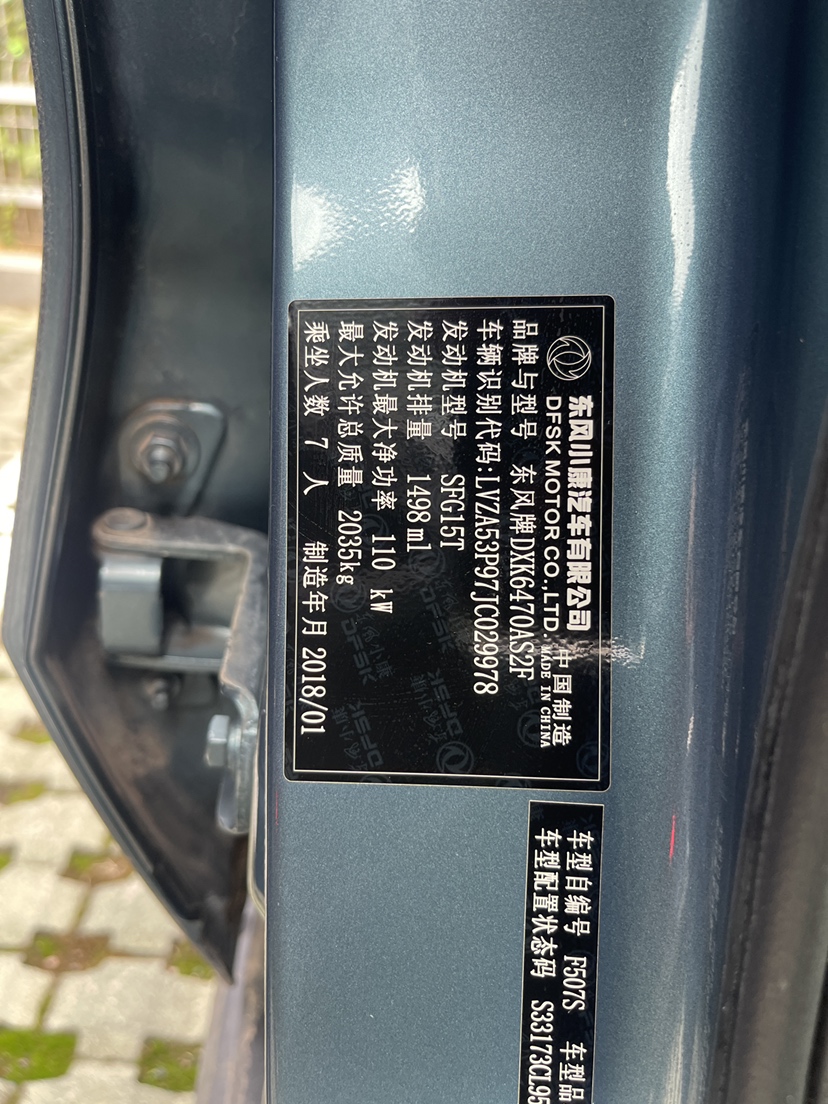 东风小康汽车有限公司
DFSK MOTOR CO.,LTD
中国制造
MADE IN CHINA
品牌与型号 东风牌DXK6470AS2F
车辆识别代码:LVZA53P97JC029978
发动机型号 SFG15T
发动机排量 1498ml
发动机最大净功率 110 kW
最大允许总质量 2035kg
乘坐人数 7 人 制造年月 2018/01
车型自编号 F507S 车型品
车型配置状态码 S33173CL95